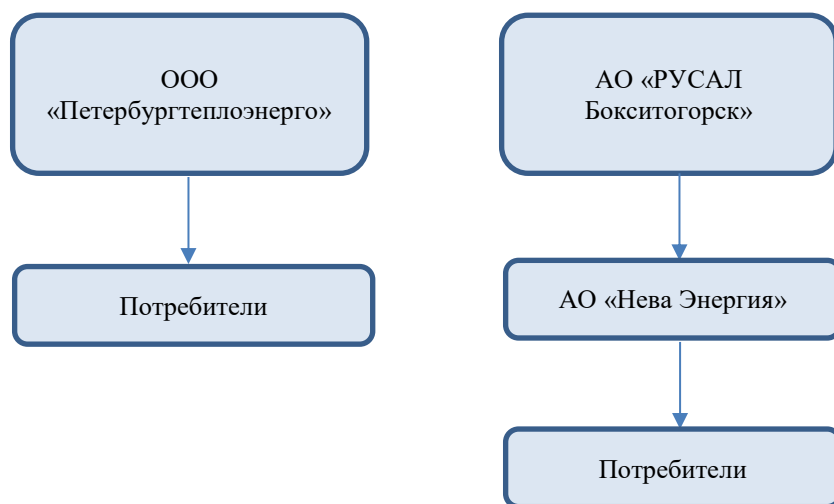 ООО
«Петербургтеплоэнерго»
Потребители
АО «РУСАЛ
Бокситогорск»
АО «Нева Энергия»
Потребители